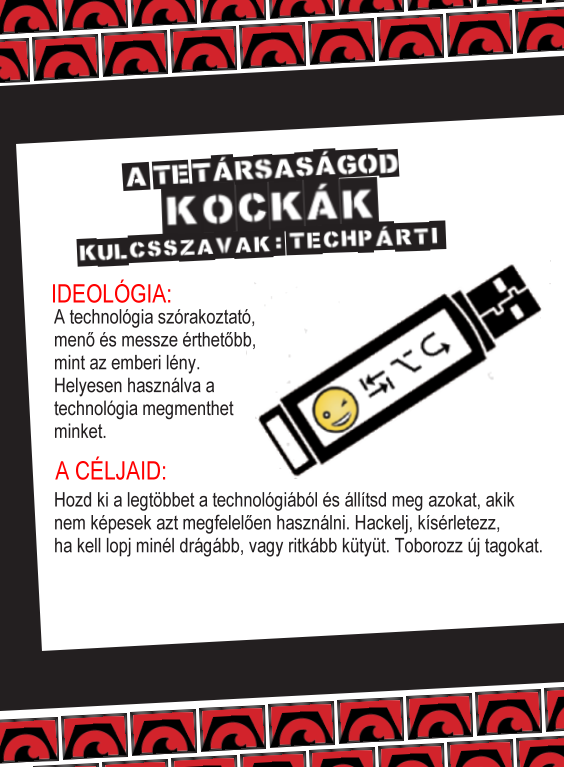 A TE TÁRSASÁGOD
KOCKÁK
KULCSSZAVAK: TECHPÁRTI
IDEOLÓGIA:
A technológia szórakoztató,
menő és messze érthetőbb,
mint az emberi lény.
Helyesen használva a
technológia megmenthet
minket.
A CÉLJAID:
Hozd ki a legtöbbet a technológiából és állítsd meg azokat, akik
nem képesek azt megfelelően használni. Hackelj, kísérletezz,
ha kell lopj minél drágább, vagy ritkább kütyüt. Toborozz új tagokat.